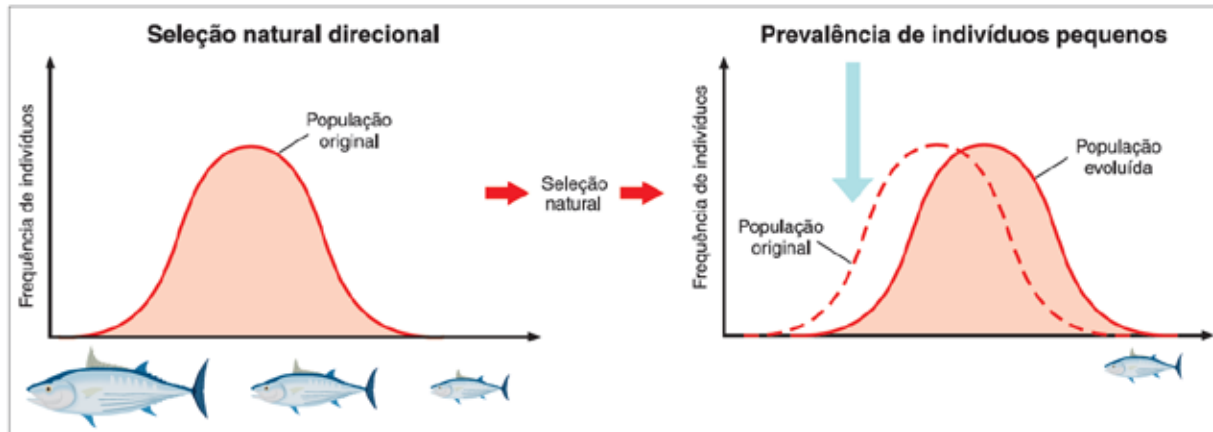 Seleção natural direcional
Frequência de indivíduos
População
original
Seleção
natural
Prevalência de indivíduos pequenos
Frequência de indivíduos
População
original
População
evoluída